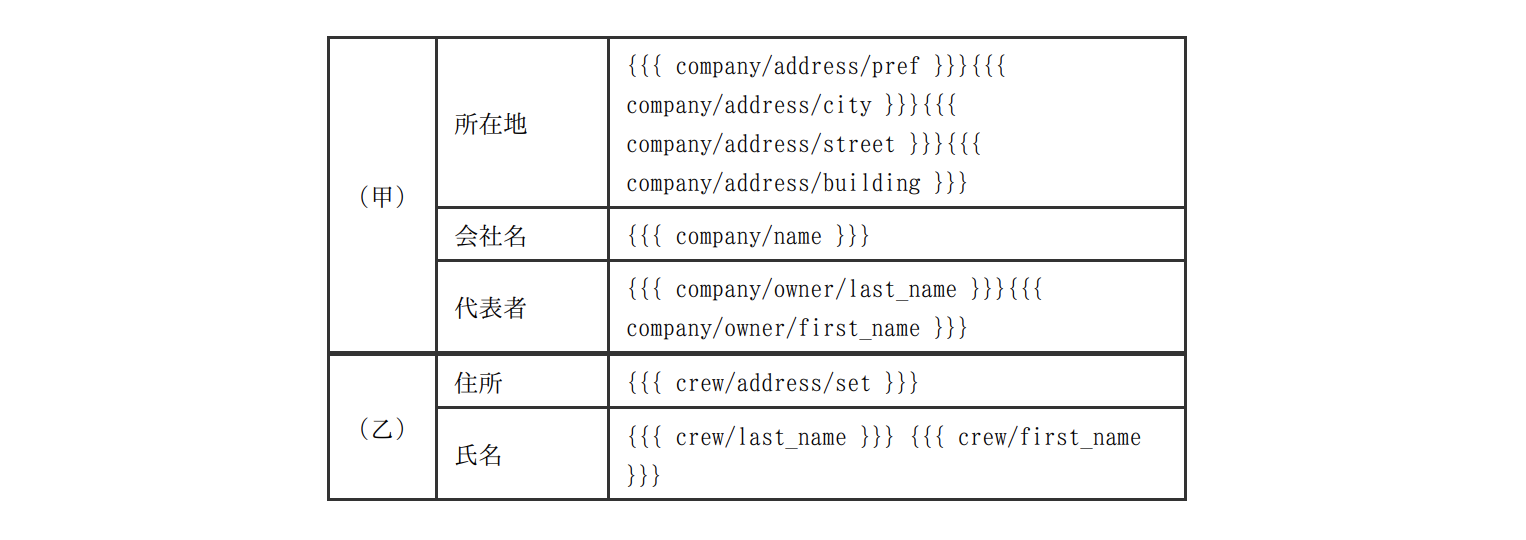 （甲）
所在地
{{{ company/address/pref }}}{{{
company/address/city }}}{{{
company/address/street }}}{{{
company/address/building }}}
会社名
{{{ company/name }}}
代表者
{{{ company/owner/last_name }}}{{{
company/owner/first_name }}}
（乙）
住所
{{{ crew/address/set }}}
氏名
{{{ crew/last_name }}} {{{ crew/first_name
}}}